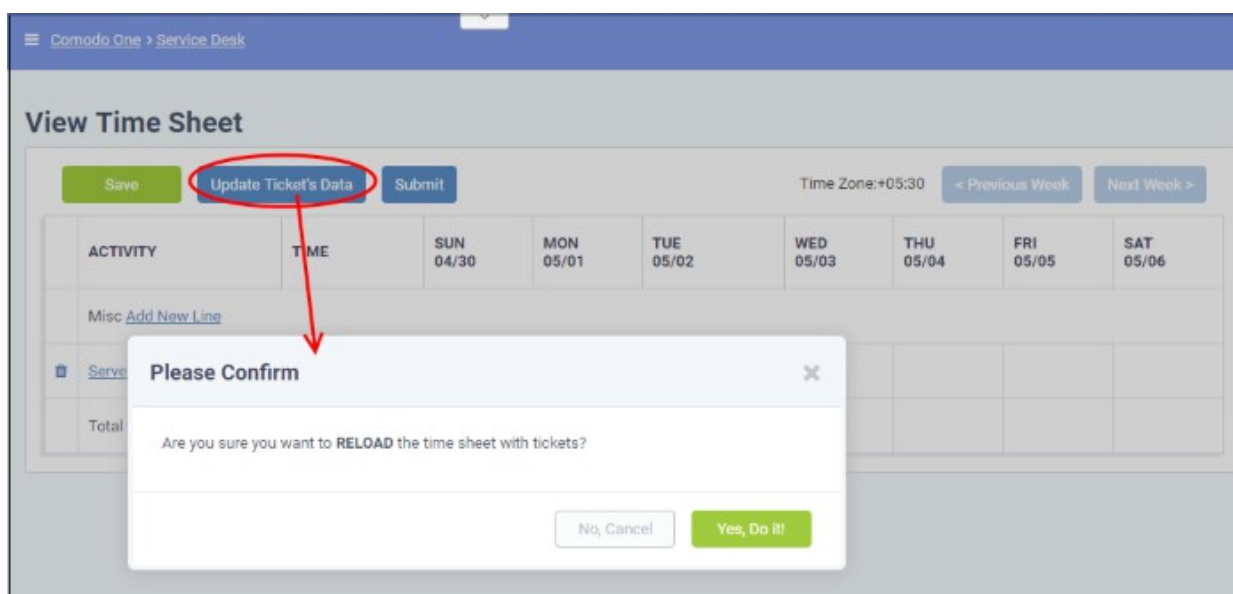 Comodo One > Service Desk
View Time Sheet
Save Update Ticket's Data Submit Time Zone:+05:30 < Previous Week Next Week >
ACTIVITY TIME SUN MON TUE WED THU FRI SAT
04/30 05/01 05/02 05/03 05/04 05/05 05/06
Misc Add New Line
Serve
Please Confirm
Total
Are you sure you want to RELOAD the time sheet with tickets?
No, Cancel Yes, Do it!